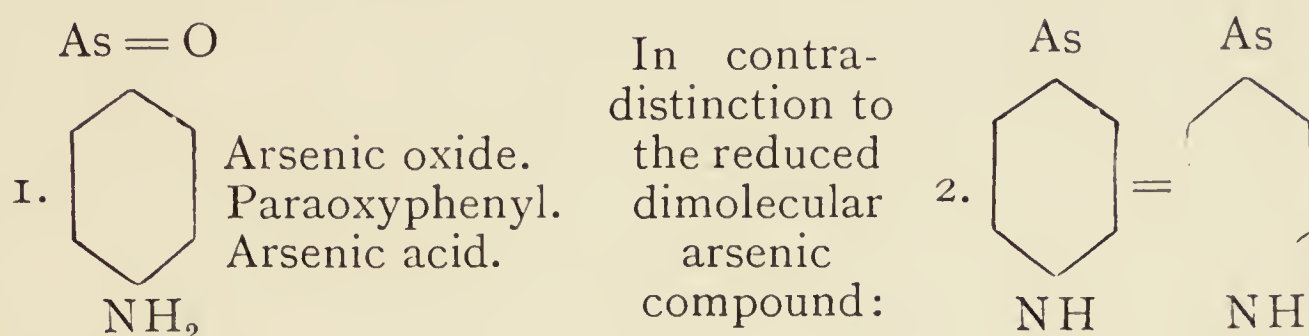 As = O
1.
Arsenic oxide.
Paraoxyphenyl.
Arsenic acid.
NH₂
In contra-
distinction to
the reduced
dimolecular
arsenic
compound:
2.
As As
=
NH NH